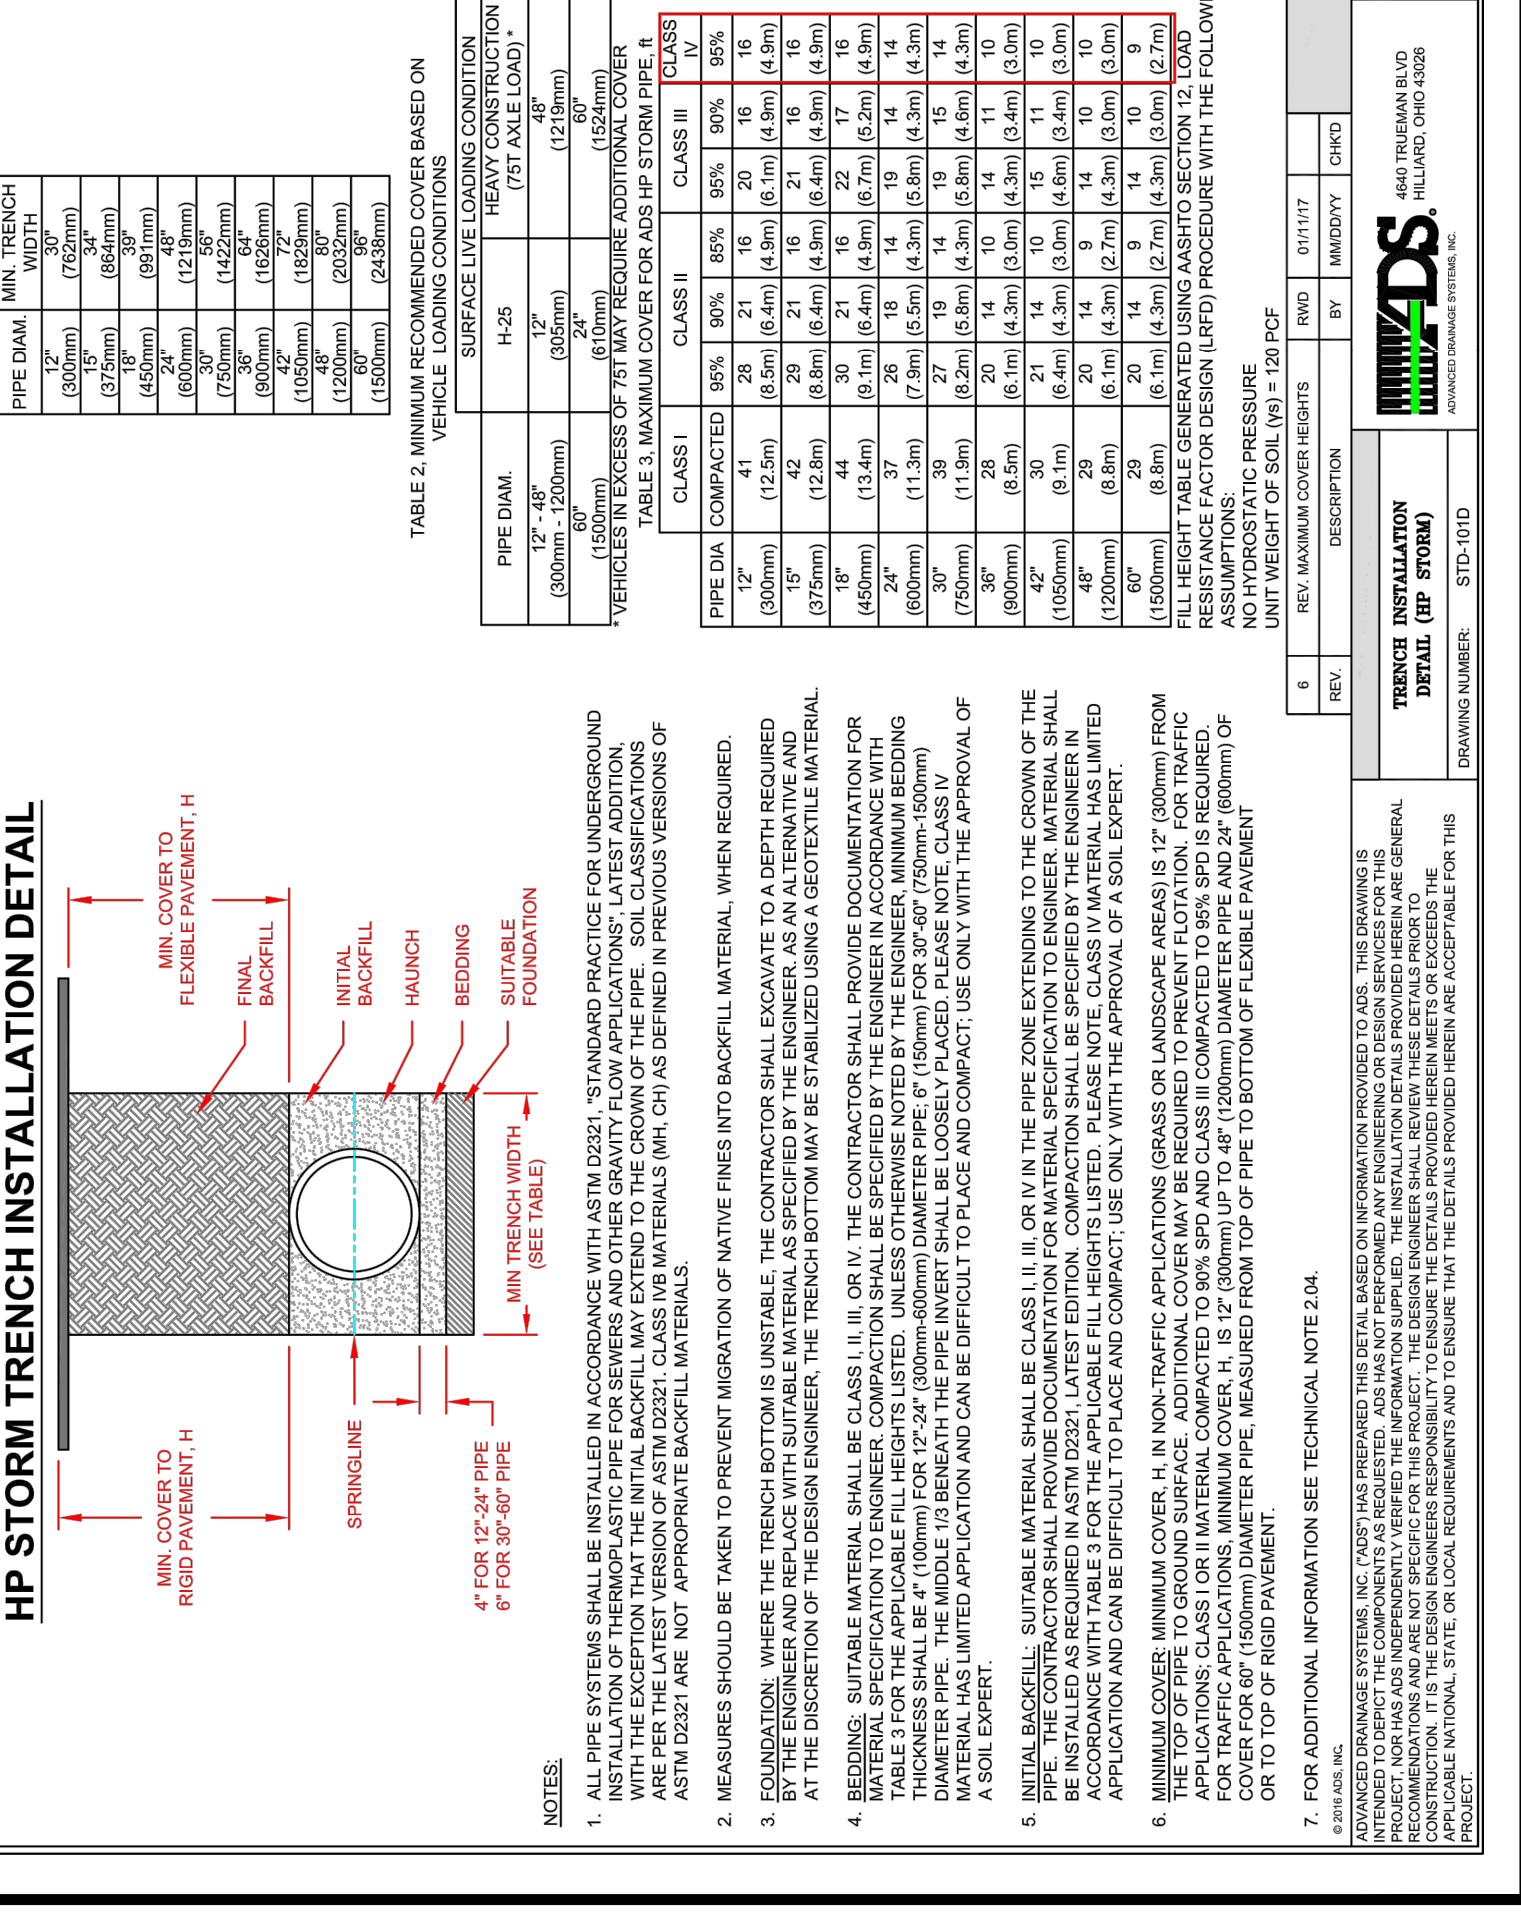 HP STORM TRENCH INSTALLATION DETAIL
MIN. COVER TO
RIGID PAVEMENT, H
MIN. COVER TO
FLEXIBLE PAVEMENT, H
FINAL
BACKFILL
INITIAL
BACKFILL
HAUNCH
BEDDING
SUITABLE
FOUNDATION
SPRINGLINE
4" FOR 12"-24" PIPE
6" FOR 30"-60" PIPE
MIN TRENCH WIDTH
(SEE TABLE)
NOTES:
1. ALL PIPE SYSTEMS SHALL BE INSTALLED IN ACCORDANCE WITH ASTM D2321, "STANDARD PRACTICE FOR UNDERGROUND
INSTALLATION OF THERMOPLASTIC PIPE FOR SEWERS AND OTHER GRAVITY FLOW APPLICATIONS", LATEST ADDITION,
WITH THE EXCEPTION THAT THE INITIAL BACKFILL MAY EXTEND TO THE CROWN OF THE PIPE. SOIL CLASSIFICATIONS
ARE PER THE LATEST VERSION OF ASTM D2321. CLASS IVB MATERIALS (MH, CH) AS DEFINED IN PREVIOUS VERSIONS OF
ASTM D2321 ARE NOT APPROPRIATE BACKFILL MATERIALS.
2. MEASURES SHOULD BE TAKEN TO PREVENT MIGRATION OF NATIVE FINES INTO BACKFILL MATERIAL, WHEN REQUIRED.
3. FOUNDATION: WHERE THE TRENCH BOTTOM IS UNSTABLE, THE CONTRACTOR SHALL EXCAVATE TO A DEPTH REQUIRED
BY THE ENGINEER AND REPLACE WITH SUITABLE MATERIAL AS SPECIFIED BY THE ENGINEER. AS AN ALTERNATIVE AND
AT THE DISCRETION OF THE DESIGN ENGINEER, THE TRENCH BOTTOM MAY BE STABILIZED USING A GEOTEXTILE MATERIAL.
4. BEDDING: SUITABLE MATERIAL SHALL BE CLASS I, II, III, OR IV. THE CONTRACTOR SHALL PROVIDE DOCUMENTATION FOR
MATERIAL SPECIFICATION TO ENGINEER. COMPACTION SHALL BE SPECIFIED BY THE ENGINEER IN ACCORDANCE WITH
TABLE 3 FOR THE APPLICABLE FILL HEIGHTS LISTED. UNLESS OTHERWISE NOTED BY THE ENGINEER, MINIMUM BEDDING
THICKNESS SHALL BE 4" (100mm) FOR 12"-24" (300mm-600mm) DIAMETER PIPE; 6" (150mm) FOR 30"-60" (750mm-1500mm)
DIAMETER PIPE. THE MIDDLE 1/3 BENEATH THE PIPE INVERT SHALL BE LOOSELY PLACED. PLEASE NOTE, CLASS IV
MATERIAL HAS LIMITED APPLICATION AND CAN BE DIFFICULT TO PLACE AND COMPACT; USE ONLY WITH THE APPROVAL OF
A SOIL EXPERT.
5. INITIAL BACKFILL: SUITABLE MATERIAL SHALL BE CLASS I, II, III, OR IV IN THE PIPE ZONE EXTENDING TO THE CROWN OF THE
PIPE. THE CONTRACTOR SHALL PROVIDE DOCUMENTATION FOR MATERIAL SPECIFICATION TO ENGINEER. MATERIAL SHALL
BE INSTALLED AS REQUIRED IN ASTM D2321, LATEST EDITION. COMPACTION SHALL BE SPECIFIED BY THE ENGINEER IN
ACCORDANCE WITH TABLE 3 FOR THE APPLICABLE FILL HEIGHTS LISTED. PLEASE NOTE, CLASS IV MATERIAL HAS LIMITED
APPLICATION AND CAN BE DIFFICULT TO PLACE AND COMPACT; USE ONLY WITH THE APPROVAL OF A SOIL EXPERT.
6. MINIMUM COVER: MINIMUM COVER, H, IN NON-TRAFFIC APPLICATIONS (GRASS OR LANDSCAPE AREAS) IS 12" (300mm) FROM
THE TOP OF PIPE TO GROUND SURFACE. ADDITIONAL COVER MAY BE REQUIRED TO PREVENT FLOTATION. FOR TRAFFIC
APPLICATIONS; CLASS I OR II MATERIAL COMPACTED TO 90% SPD AND CLASS III COMPACTED TO 95% SPD IS REQUIRED.
FOR TRAFFIC APPLICATIONS, MINIMUM COVER, H, IS 12" (300mm) UP TO 48" (1200mm) DIAMETER PIPE AND 24" (600mm) OF
COVER FOR 60" (1500mm) DIAMETER PIPE, MEASURED FROM TOP OF PIPE TO BOTTOM OF FLEXIBLE PAVEMENT
OR TO TOP OF RIGID PAVEMENT.
7. FOR ADDITIONAL INFORMATION SEE TECHNICAL NOTE 2.04.
© 2016 ADS, INC.
PIPE DIAM. MIN. TRENCH
WIDTH
12" 30"
(300mm) (762mm)
15" 34"
(375mm) (864mm)
18" 39"
(450mm) (991mm)
24" 48"
(600mm) (1219mm)
30" 56"
(750mm) (1422mm)
36" 64"
(900mm) (1626mm)
42" 72"
(1050mm) (1829mm)
48" 80"
(1200mm) (2032mm)
60" 96"
(1500mm) (2438mm)
TABLE 2, MINIMUM RECOMMENDED COVER BASED ON
VEHICLE LOADING CONDITIONS
SURFACE LIVE LOADING CONDITION
PIPE DIAM. H-25 HEAVY CONSTRUCTION
(75T AXLE LOAD) *
12" - 48" 12" 48"
(300mm - 1200mm) (305mm) (1219mm)
60" 24" 60"
(1500mm) (610mm) (1524mm)
* VEHICLES IN EXCESS OF 75T MAY REQUIRE ADDITIONAL COVER
TABLE 3, MAXIMUM COVER FOR ADS HP STORM PIPE, ft
CLASS I CLASS II CLASS III CLASS
IV
PIPE DIA COMPACTED 95% 90% 85% 95% 90% 95%
12" 41 28 21 16 20 16 16
(300mm) (12.5m) (8.5m) (6.4m) (4.9m) (6.1m) (4.9m) (4.9m)
15" 42 29 21 16 21 16 16
(375mm) (12.8m) (8.8m) (6.4m) (4.9m) (6.4m) (4.9m) (4.9m)
18" 44 30 21 16 22 17 16
(450mm) (13.4m) (9.1m) (6.4m) (4.9m) (6.7m) (5.2m) (4.9m)
24" 37 26 18 14 19 14 14
(600mm) (11.3m) (7.9m) (5.5m) (4.3m) (5.8m) (4.3m) (4.3m)
30" 39 27 19 14 19 15 14
(750mm) (11.9m) (8.2m) (5.8m) (4.3m) (5.8m) (4.6m) (4.3m)
36" 28 20 14 10 14 11 10
(900mm) (8.5m) (6.1m) (4.3m) (3.0m) (4.3m) (3.4m) (3.0m)
42" 30 21 14 10 15 11 10
(1050mm) (9.1m) (6.4m) (4.3m) (3.0m) (4.6m) (3.4m) (3.0m)
48" 29 20 14 9 14 10 10
(1200mm) (8.8m) (6.1m) (4.3m) (2.7m) (4.3m) (3.0m) (3.0m)
60" 29 20 14 9 14 10 9
(1500mm) (8.8m) (6.1m) (4.3m) (2.7m) (4.3m) (3.0m) (2.7m)
FILL HEIGHT TABLE GENERATED USING AASHTO SECTION 12, LOAD
RESISTANCE FACTOR DESIGN (LRFD) PROCEDURE WITH THE
ASSUMPTIONS:
NO HYDROSTATIC PRESSURE
UNIT WEIGHT OF SOIL (γs) = 120 PCF
6 REV. MAXIMUM COVER HEIGHTS RWD 01/11/17
REV. DESCRIPTION BY MM/DD/YY CHK'D
ADVANCED DRAINAGE SYSTEMS, INC. ("ADS") HAS PREPARED THIS DETAIL BASED ON INFORMATION PROVIDED TO ADS. THIS DRAWING IS
INTENDED TO DEPICT THE COMPONENTS AS REQUESTED. ADS HAS NOT PERFORMED ANY ENGINEERING OR DESIGN SERVICES FOR THIS
PROJECT, NOR HAS ADS INDEPENDENTLY VERIFIED THE INFORMATION SUPPLIED. THE INSTALLATION DETAILS PROVIDED HEREIN ARE GENERAL
RECOMMENDATIONS AND ARE NOT SPECIFIC FOR THIS PROJECT. THE DESIGN ENGINEER SHALL REVIEW THESE DETAILS PRIOR TO
CONSTRUCTION. IT IS THE DESIGN ENGINEERS RESPONSIBILITY TO ENSURE THE DETAILS PROVIDED HEREIN MEETS OR EXCEEDS THE
APPLICABLE NATIONAL, STATE, OR LOCAL REQUIREMENTS AND TO ENSURE THAT THE DETAILS PROVIDED HEREIN ARE ACCEPTABLE FOR THIS
PROJECT.
TRENCH INSTALLATION
DETAIL (HP STORM)
DRAWING NUMBER: STD-101D
ADS.
ADVANCED DRAINAGE SYSTEMS, INC.
4640 TRUEMAN BLVD
HILLIARD, OHIO 43026